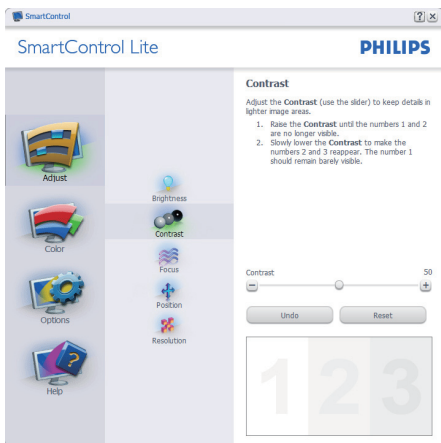 SmartControl
SmartControl Lite
PHILIPS
Adjust
Color
Options
Help
Brightness
Contrast
Focus
Position
Resolution
Contrast
Adjust the Contrast (use the slider) to keep details in
lighter image areas.
1. Raise the Contrast until the numbers 1 and 2
are no longer visible.
2. Slowly lower the Contrast to make the
numbers 2 and 3 reappear. The number 1
should remain barely visible.
Contrast 50
Undo Reset
1 2 3